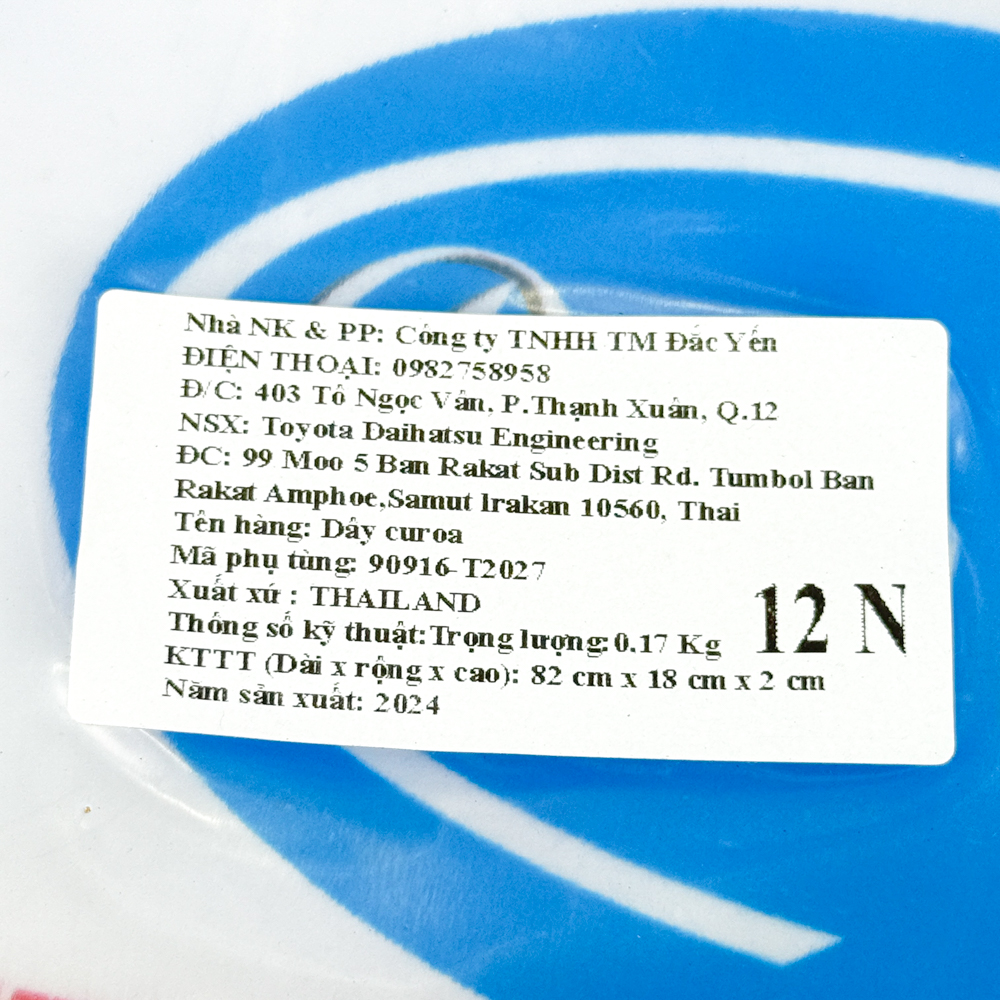 Nhà NK & PP: Công ty TNHH TM Đắc Yến
ĐIỆN THOẠI: 0982758958
Đ/C: 403 Tô Ngọc Vân, P.Thạnh Xuân, Q.12
NSX: Toyota Daihatsu Engineering
ĐC: 99 Moo 5 Ban Rakat Sub Dist Rd. Tumbol Ban
Rakat Amphoe,Samut lrakan 10560, Thai
Tên hàng: Dây curoa
Mã phụ tùng: 90916-T2027
Xuất xứ : THAILAND
Thông số kỹ thuật:Trọng lượng:0.17 Kg
12 N
KTTT (Dài x rộng x cao): 82 cm x 18 cm x 2 cm
Năm sản xuất: 2024